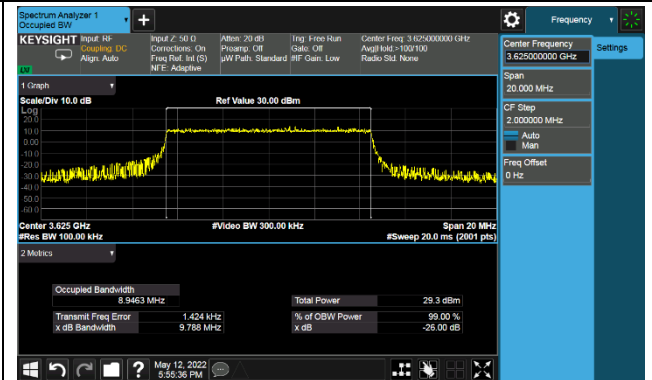 Spectrum Analyzer 1
Occupied BW
+
Frequency
KEYSIGHT
Input: RF
Coupling: DC
Align: Auto
Input Z: 50 Ω
Corrections: On
Freq Ref: Int (S)
NFE: Adaptive
Atten: 20 dB
Preamp: Off
µW Path: Standard
Trig: Free Run
Gate: Off
#IF Gain: Low
Center Freq: 3.625000000 GHz
Avg|Hold:>100/100
Radio Std: None
Center Frequency
3.625000000 GHz
Settings
Span
20.000 MHz
CF Step
2.000000 MHz
Auto
Man
Freq Offset
0 Hz
1 Graph
Scale/Div 10.0 dB
Ref Value 30.00 dBm
Log
20.0
10.0
0.00
-10.0
-20.0
-30.0
-40.0
-50.0
-60.0
Center 3.625 GHz
#Video BW 300.00 kHz
Span 20 MHz
#Res BW 100.00 kHz
#Sweep 20.0 ms (2001 pts)
2 Metrics
Occupied Bandwidth
8.9463 MHz
Total Power
29.3 dBm
Transmit Freq Error
1.424 kHz
% of OBW Power
99.00 %
x dB Bandwidth
9.788 MHz
x dB
-26.00 dB
?
May 12, 2022
5:55:36 PM